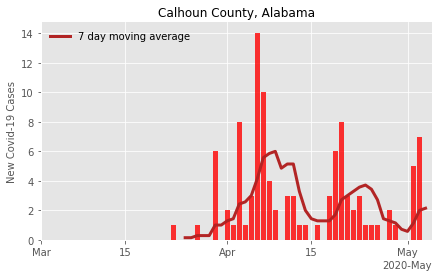 Calhoun County, Alabama
7 day moving average
New Covid-19 Cases
14
12
10
8
6
4
2
0
Mar 15 Apr 15 May
2020-May